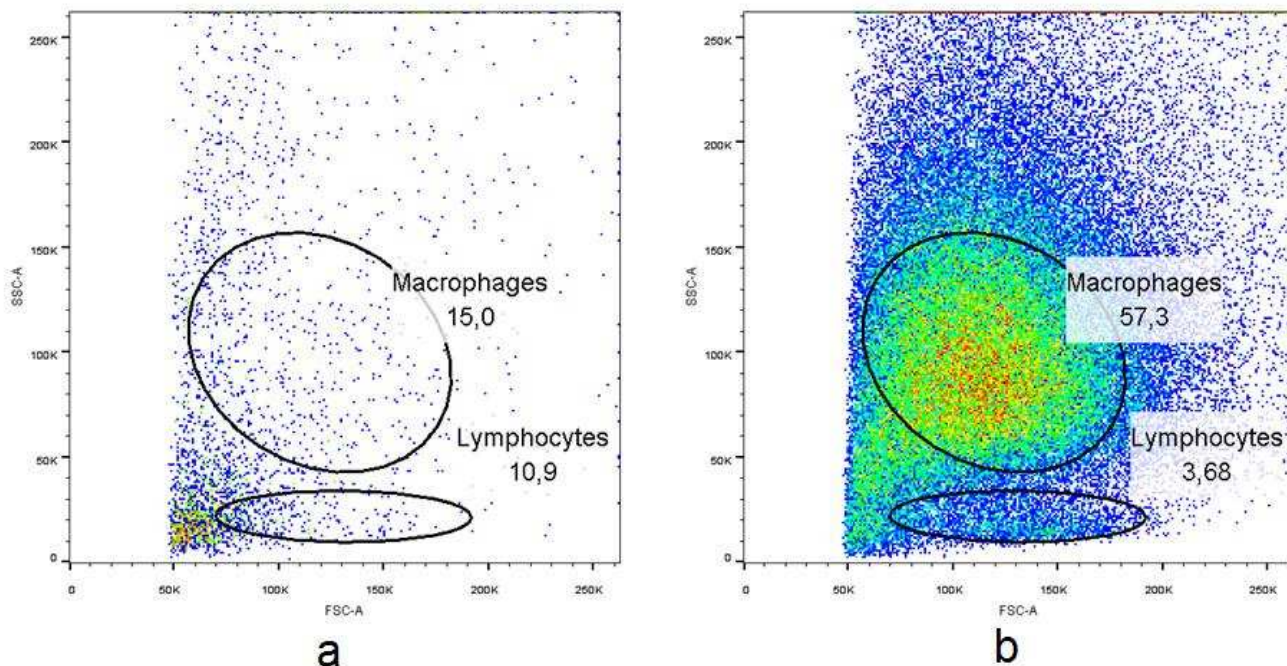 250K
200K
150K
100K
50K
0
SSC-A
Macrophages
15,0
Lymphocytes
10,9
0
50K
100K
150K
200K
250K
FSC-A
a
250K
200K
150K
100K
50K
0
SSC-A
Macrophages
57,3
Lymphocytes
3,68
0
50K
100K
150K
200K
250K
FSC-A
b